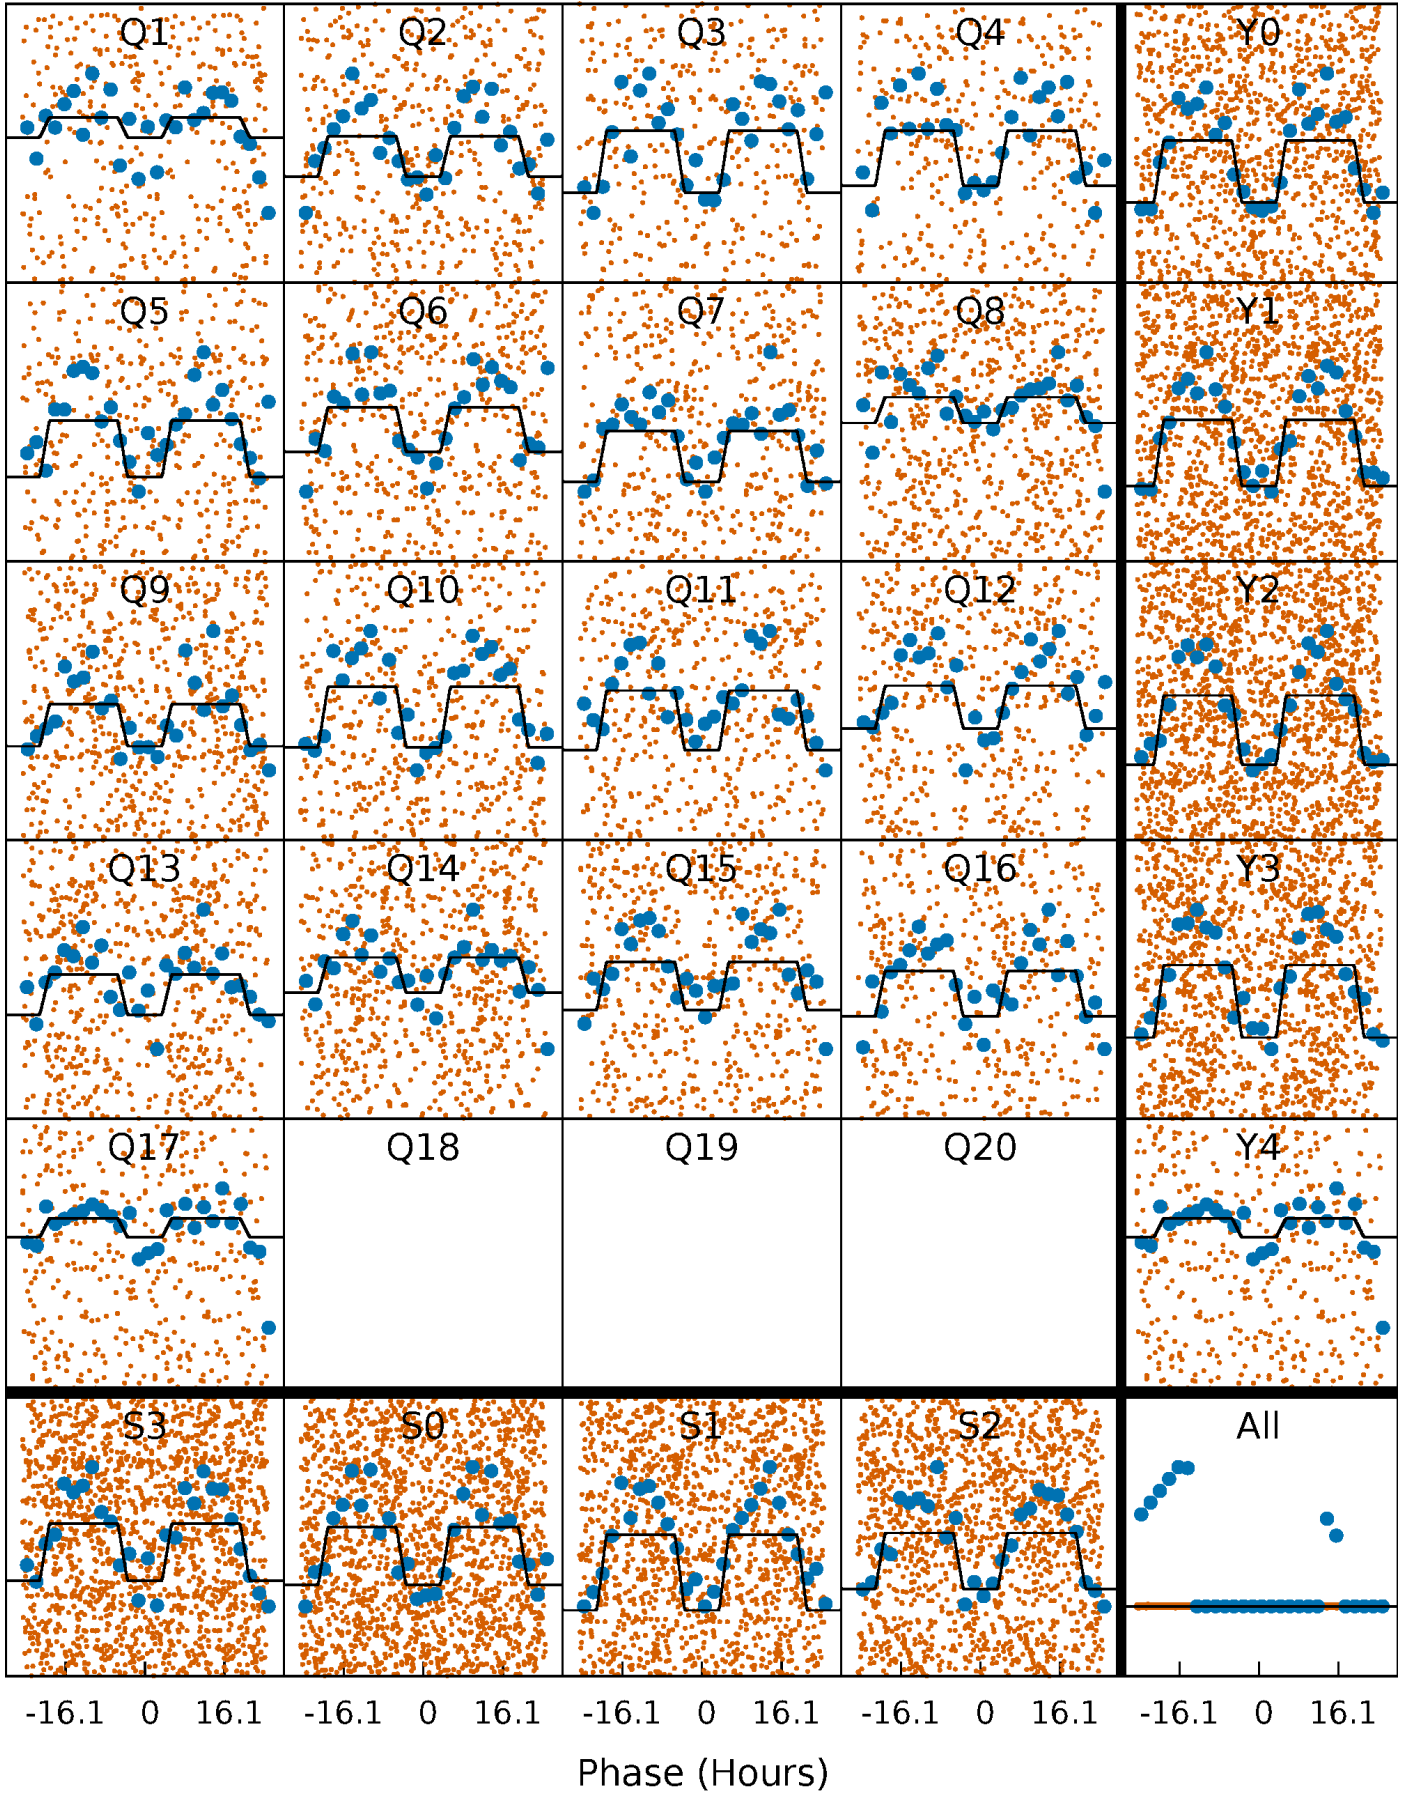 Q1 Q2 Q3 Q4 Y0
Q5 Q6 Q7 Q8 Y1
Q9 Q10 Q11 Q12 Y2
Q13 Q14 Q15 Q16 Y3
Q17 Q18 Q19 Q20 Y4
S3 S0 S1 S2 All
-16.1 0 16.1 -16.1 0 16.1 -16.1 0 16.1 -16.1 0 16.1 -16.1 0 16.1
Phase (Hours)